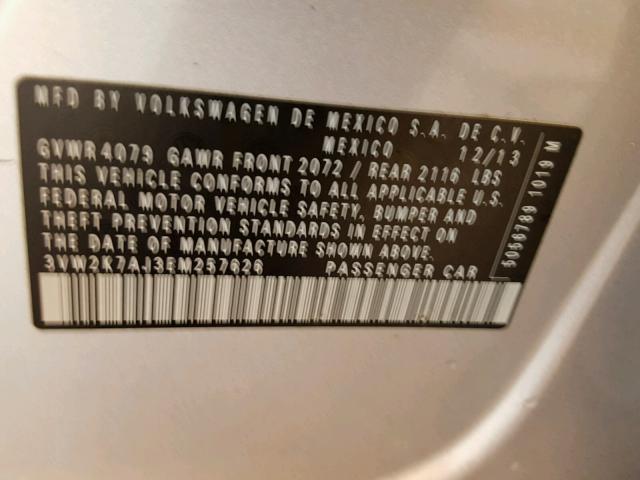 MFD BY VOLKSWAGEN DE MEXICO S.A. DE C.V.
MEXICO 12/13
GVWR 4079 GAWR FRONT 2072 / REAR 2116 LBS
THIS VEHICLE CONFORMS TO ALL APPLICABLE U.S.
FEDERAL MOTOR VEHICLE SAFETY, BUMPER AND
THEFT PREVENTION STANDARDS IN EFFECT ON
THE DATE OF MANUFACTURE SHOWN ABOVE.
3VW2K7AJ3EM257626 PASSENGER CAR
5056789 1019 M